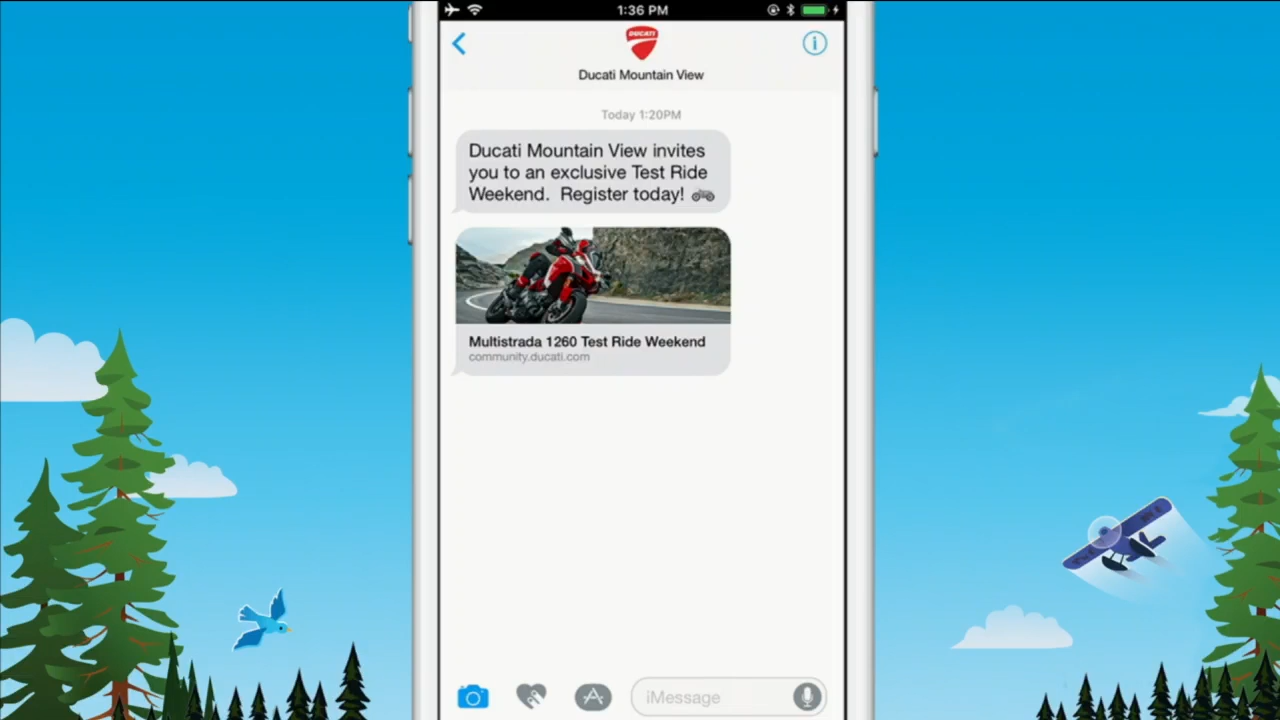 1:36 PM
DUCATI
Ducati Mountain View
Today 1:20PM
Ducati Mountain View invites
you to an exclusive Test Ride
Weekend. Register today!
Multistrada 1260 Test Ride Weekend
community.ducati.com
iMessage